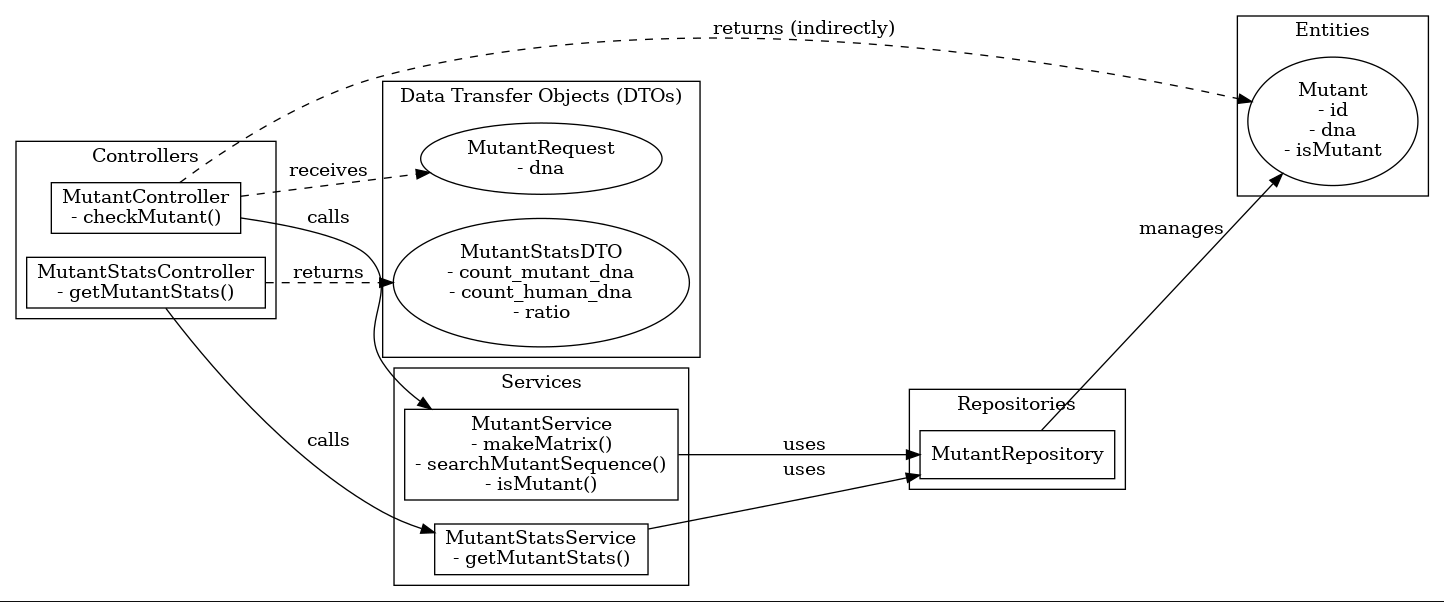 returns (indirectly)
Entities
Mutant
- id
- dna
- isMutant
Data Transfer Objects (DTOs)
MutantRequest
- dna
MutantStatsDTO
- count_mutant_dna
- count_human_dna
- ratio
Controllers
MutantController
- checkMutant()
MutantStatsController
- getMutantStats()
receives
calls
returns
calls
Services
MutantService
- makeMatrix()
- searchMutantSequence()
- isMutant()
MutantStatsService
- getMutantStats()
uses
uses
Repositories
MutantRepository
manages